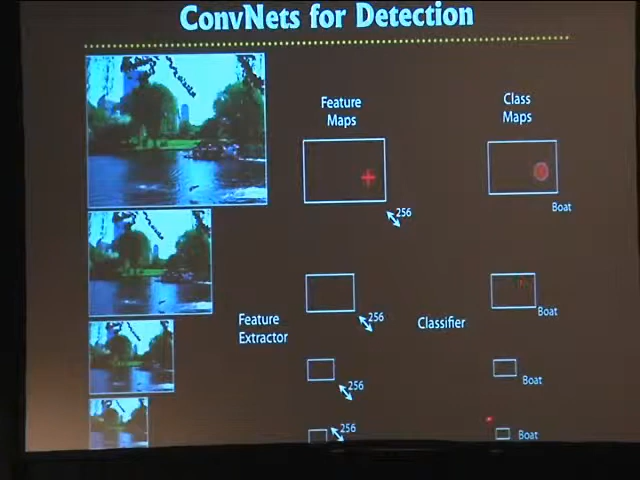 ConvNets for Detection
Feature
Maps
Class
Maps
256
Boat
256
Boat
Feature
Extractor
Classifier
256
Boat
256
Boat